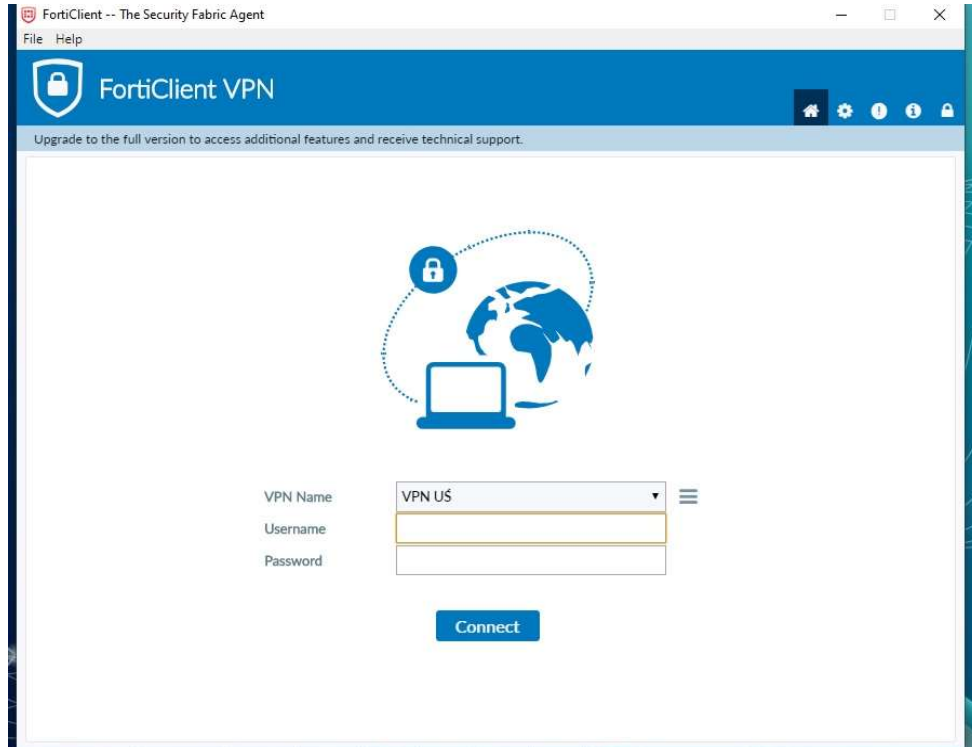 FortiClient -- The Security Fabric Agent
File Help
FortiClient VPN
Upgrade to the full version to access additional features and receive technical support.
VPN Name VPN UŚ
Username
Password
Connect